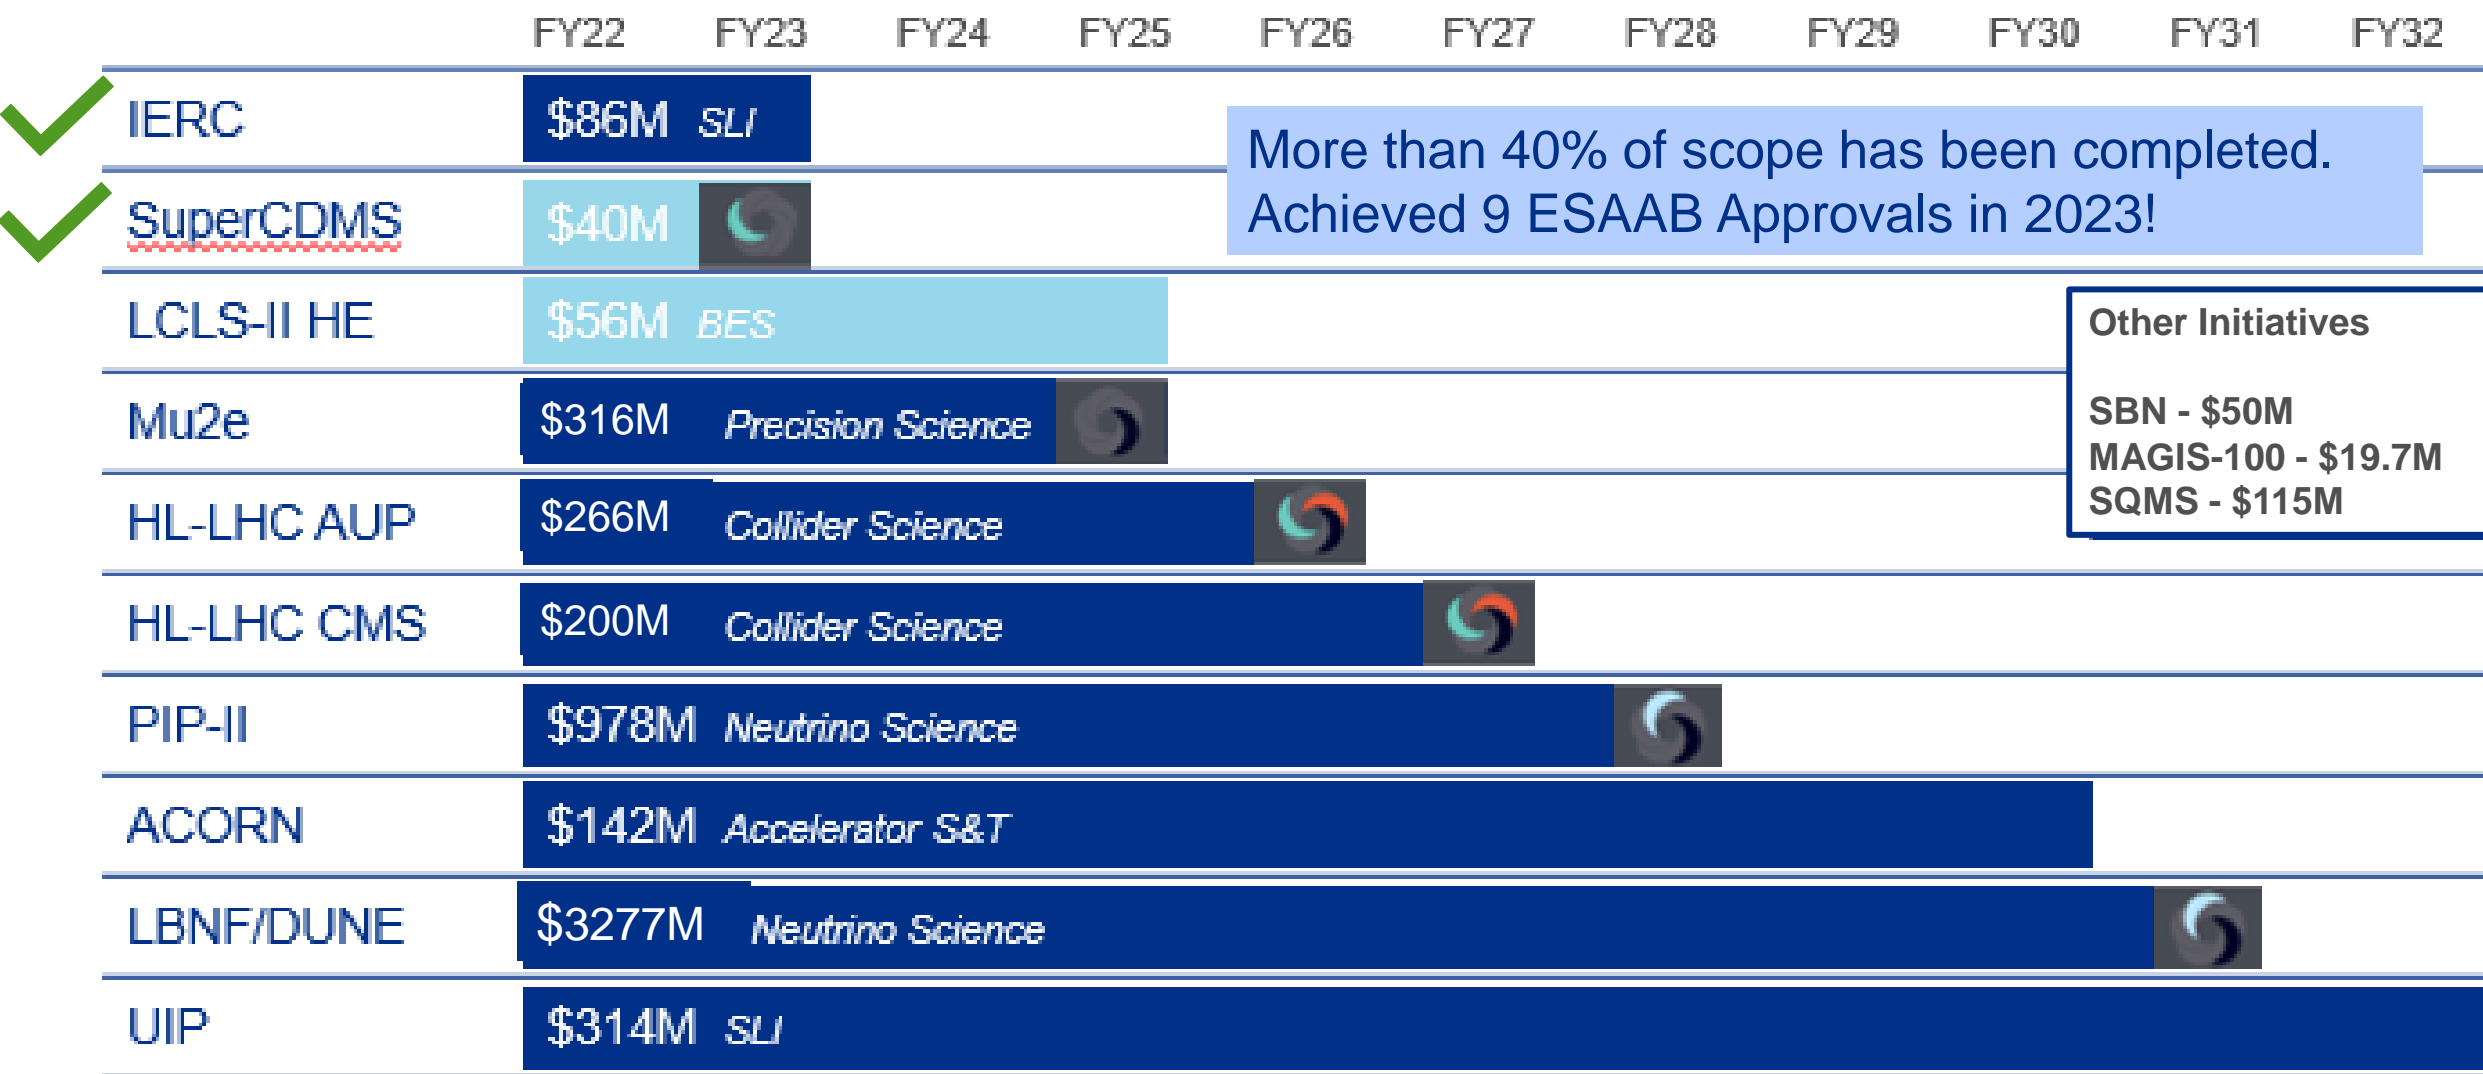 FY22 FY23 FY24 FY25 FY26 FY27 FY28 FY29 FY30 FY31 FY32
IERC $86M SLI
More than 40% of scope has been completed.
Achieved 9 ESAAB Approvals in 2023!
SuperCDMS $40M
LCLS-II HE $56M BES
Other Initiatives
SBN - $50M
MAGIS-100 - $19.7M
SQMS - $115M
Mu2e $316M Precision Science
HL-LHC AUP $266M Collider Science
HL-LHC CMS $200M Collider Science
PIP-II $978M Neutrino Science
ACORN $142M Accelerator S&T
LBNF/DUNE $3277M Neutrino Science
UIP $314M SLI